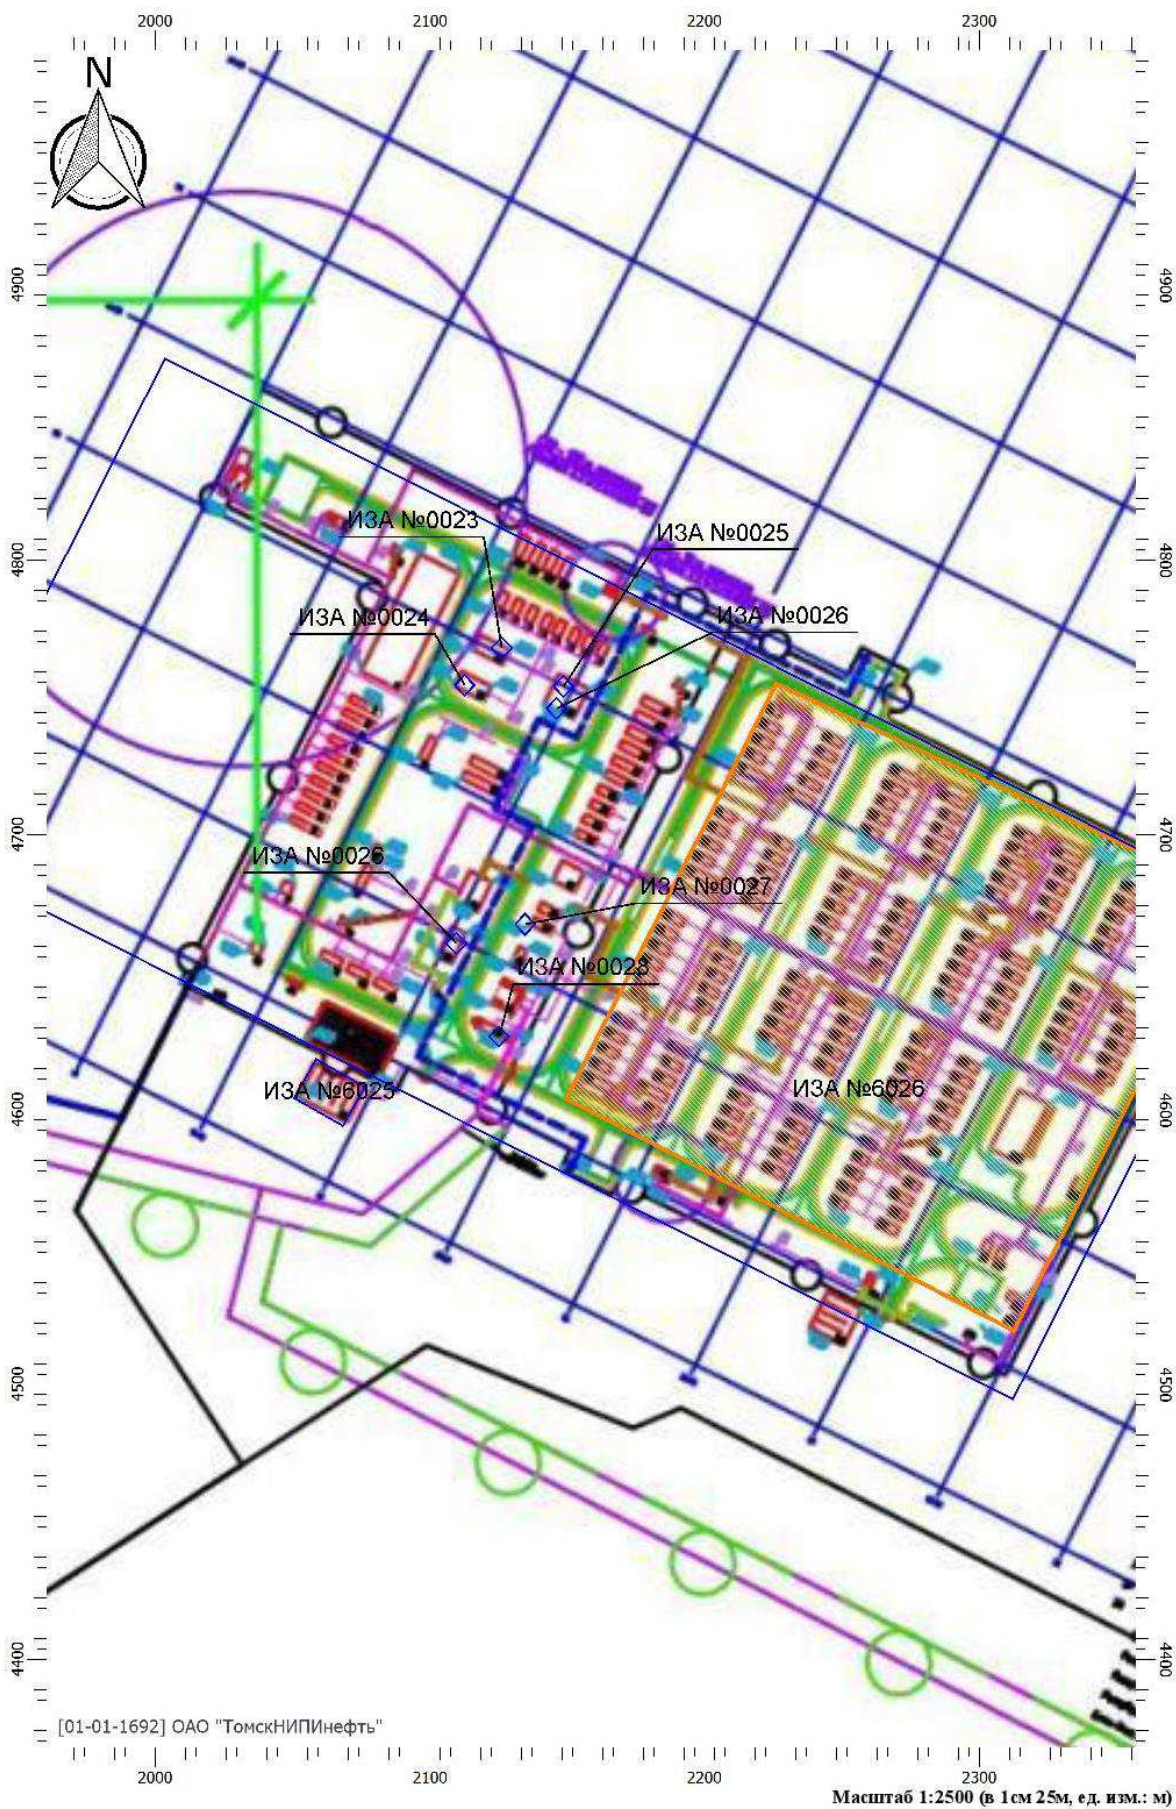 2000 2100 2200 2300
N
4900 4900
ИЗА №0023
ИЗА №0025
4800 4800
ИЗА №0024
ИЗА №0026
4700 4700
ИЗА №0026
ИЗА №0027
ИЗА №0028
ИЗА №6025
ИЗА №6026
4600 4600
4500 4500
4400 4400
[01-01-1692] ОАО "ТомскНИПИнефть"
2000 2100 2200 2300
Масштаб 1:2500 (в 1см 25м, ед. изм.: м)